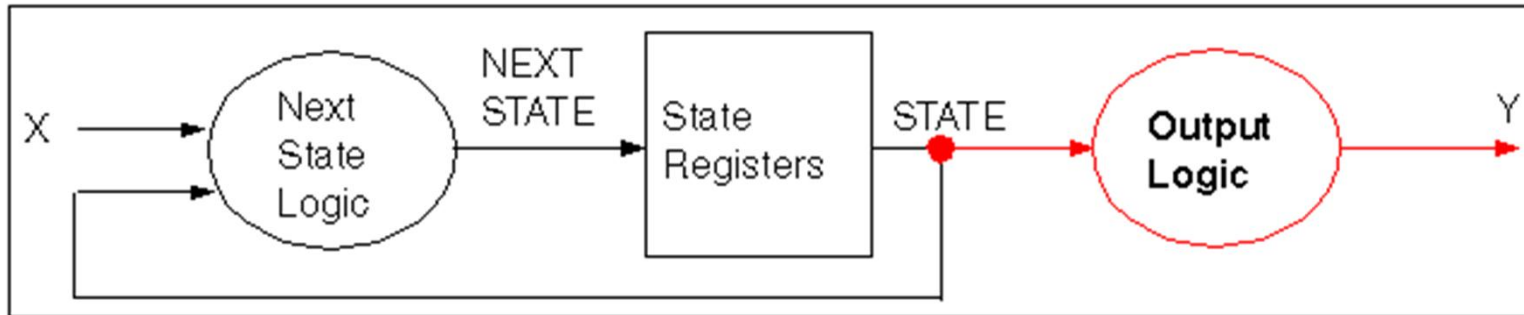 X
Next
State
Logic
NEXT
STATE
State
Registers
STATE
Output
Logic
Y